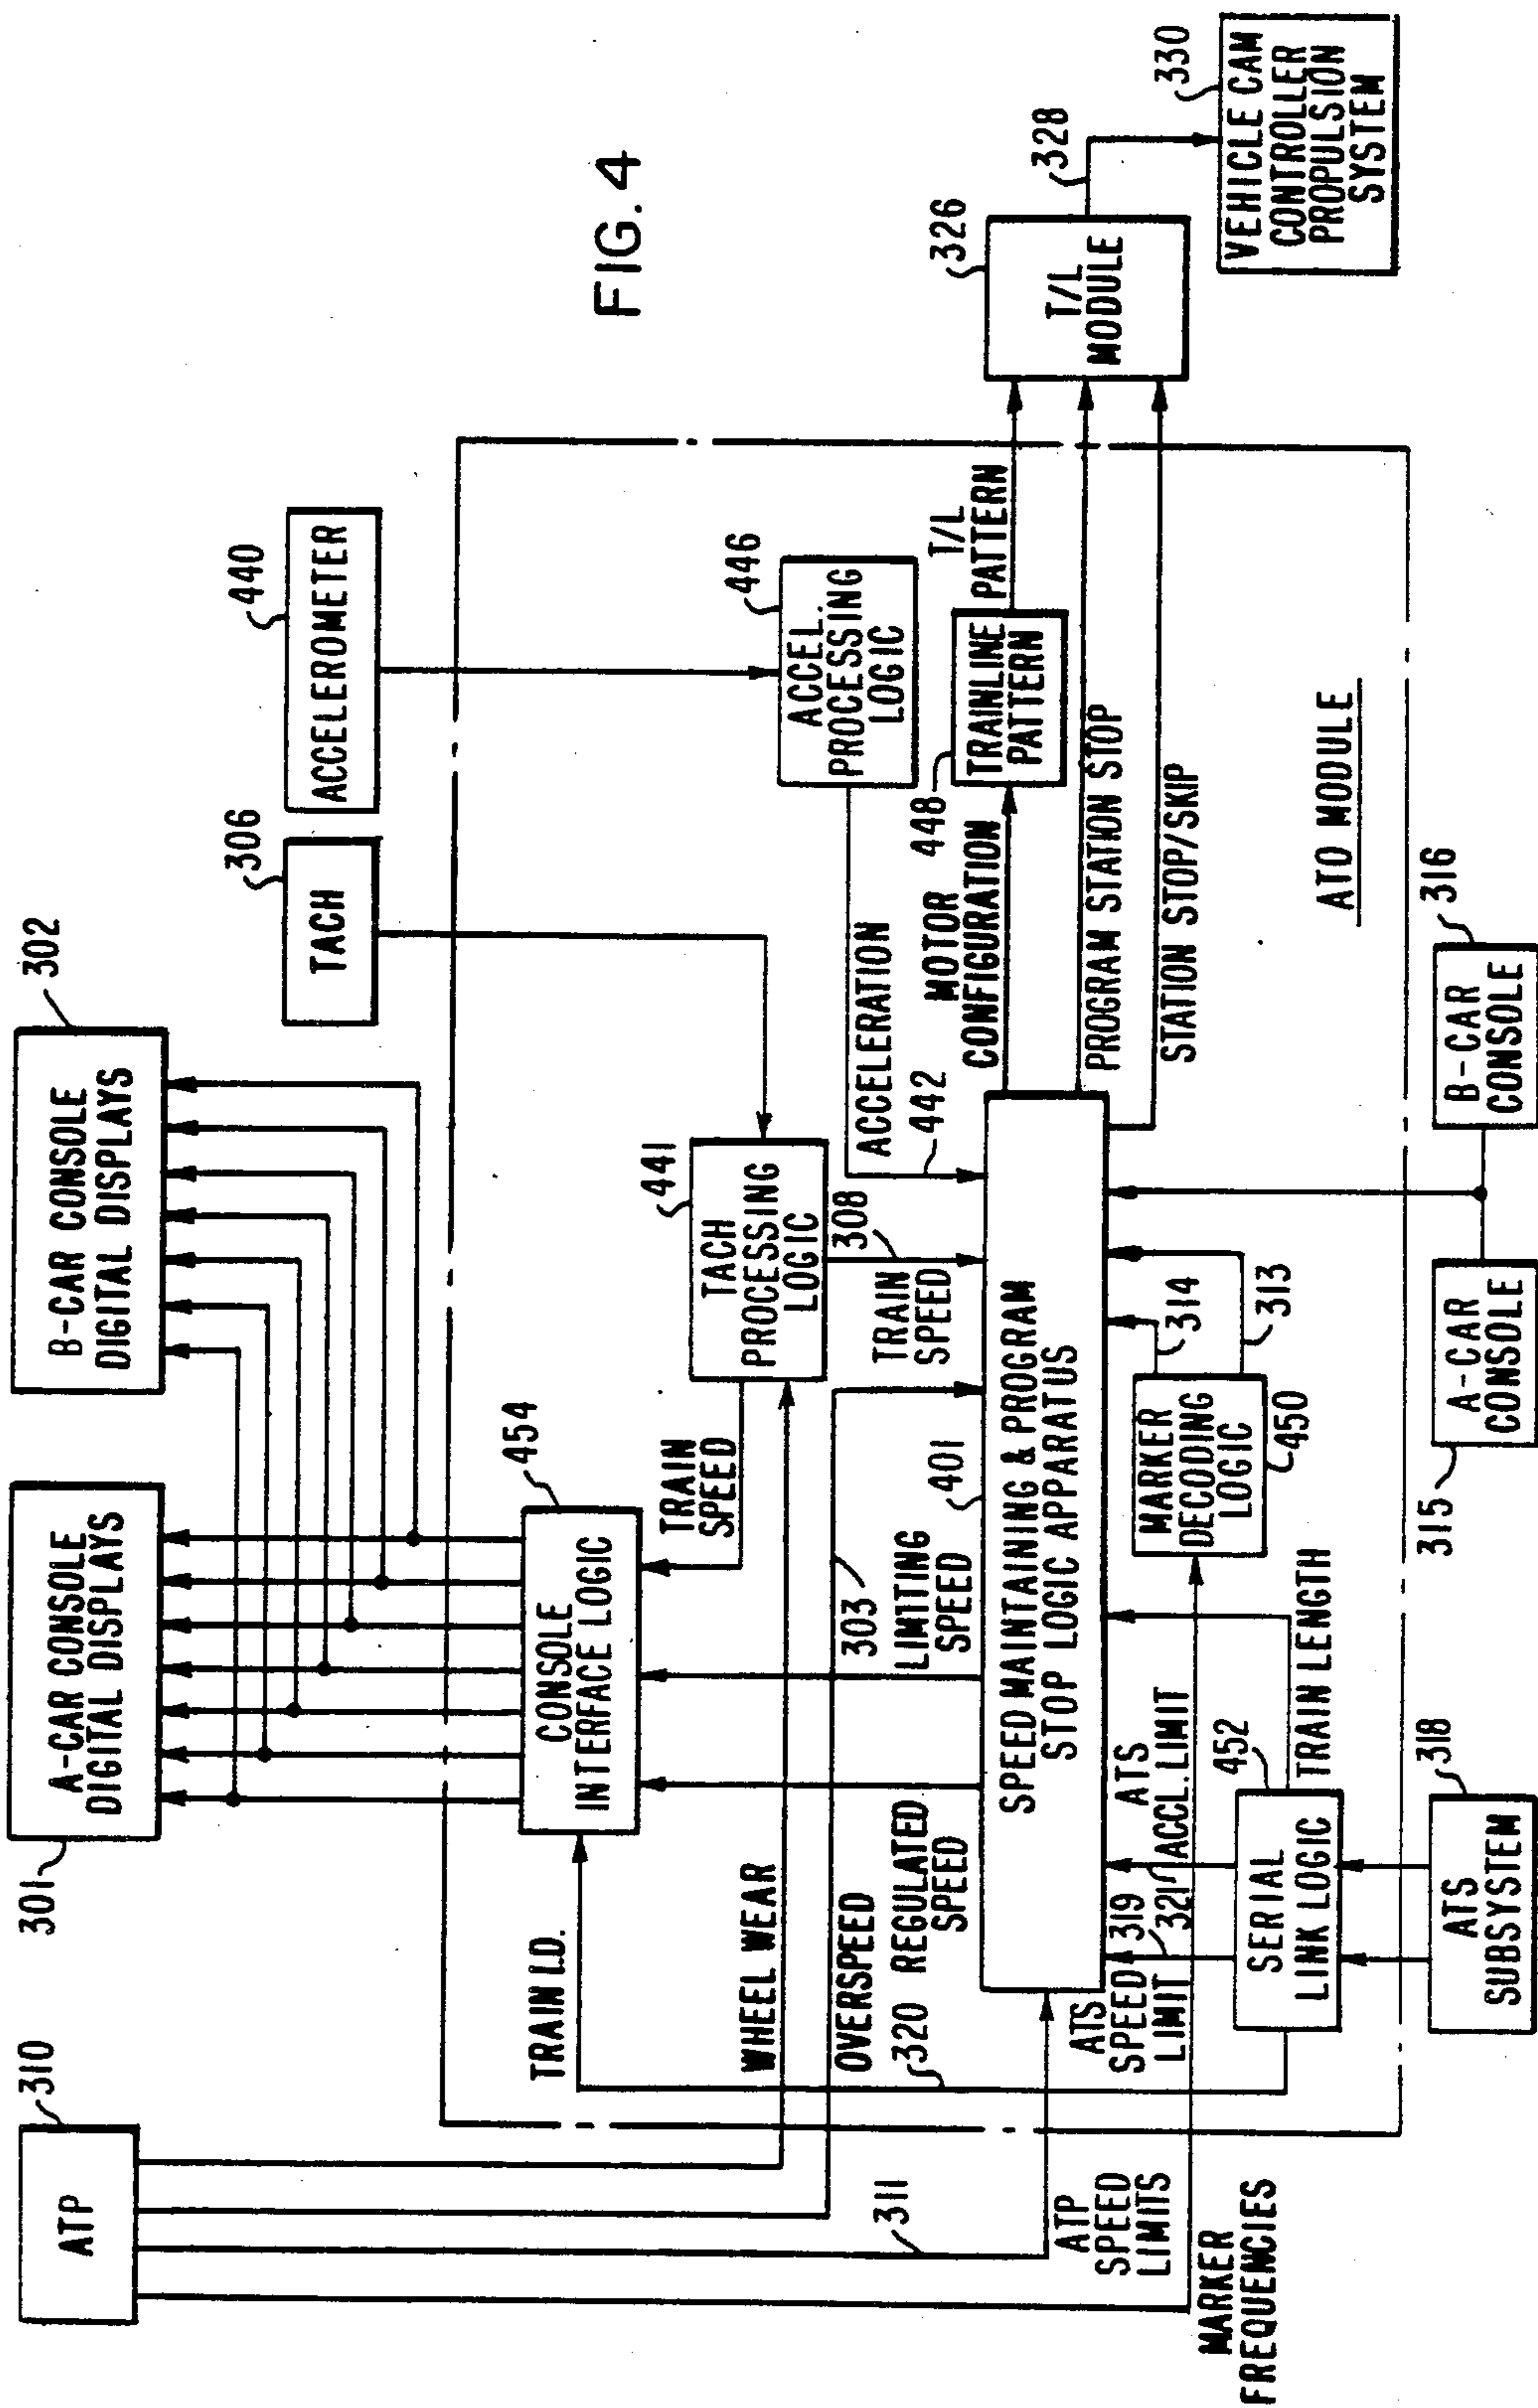 FIG. 4
310
ATP
301
A-CAR CONSOLE
DIGITAL DISPLAYS
302
B-CAR CONSOLE
DIGITAL DISPLAYS
306
TACH
440
ACCELEROMETER
TRAIN I.D.
454
CONSOLE
INTERFACE LOGIC
TRAIN
SPEED
441
TACH
PROCESSING
LOGIC
446
ACCEL.
PROCESSING
LOGIC
WHEEL WEAR
OVERSPEED
303
308
TRAIN
SPEED
ACCELERATION
442
320
REGULATED
SPEED
LIMITING
SPEED
401
MOTOR
CONFIGURATION
448
TRAINLINE
PATTERN
T/L
PATTERN
326
T/L
MODULE
328
330
VEHICLE CAM
CONTROLLER
PROPULSION
SYSTEM
311
ATP
SPEED
LIMITS
SPEED MAINTAINING & PROGRAM
STOP LOGIC APPARATUS
PROGRAM STATION STOP
STATION STOP/SKIP
ATS
SPEED
LIMIT
319
321
ATS
ACCL. LIMIT
314
313
MARKER
DECODING
LOGIC
450
MARKER
FREQUENCIES
452
SERIAL
LINK LOGIC
TRAIN LENGTH
ATO MODULE
318
ATS
SUBSYSTEM
315
A-CAR
CONSOLE
316
B-CAR
CONSOLE